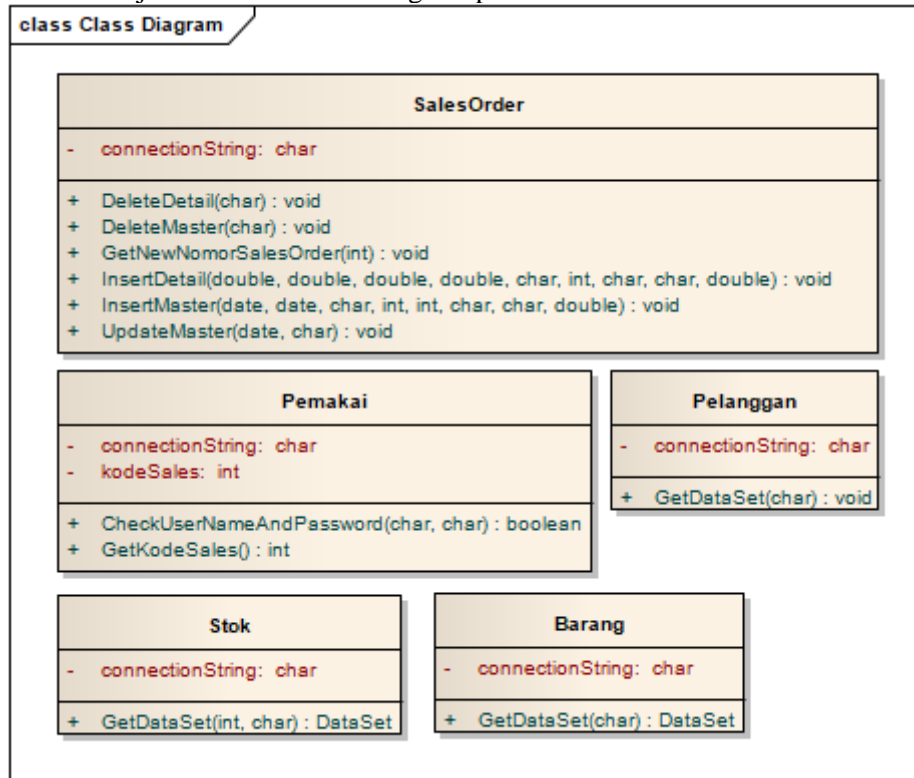 class Class Diagram
SalesOrder
- connectionString: char
+ DeleteDetail(char) : void
+ DeleteMaster(char) : void
+ GetNewNomorSalesOrder(int) : void
+ InsertDetail(double, double, double, double, char, int, char, char, double) : void
+ InsertMaster(date, date, char, int, int, char, char, double) : void
+ UpdateMaster(date, char) : void
Pemakai
- connectionString: char
- kodeSales: int
+ CheckUserNameAndPassword(char, char) : boolean
+ GetKodeSales() : int
Pelanggan
- connectionString: char
+ GetDataSet(char) : void
Stok
- connectionString: char
+ GetDataSet(int, char) : DataSet
Barang
- connectionString: char
+ GetDataSet(char) : DataSet